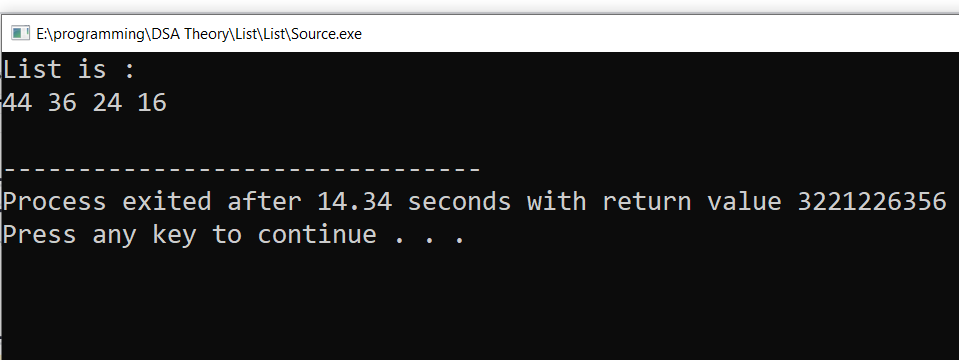 E:\programming\DSA Theory\List\List\Source.exe
List is :
44 36 24 16
--------------------------------
Process exited after 14.34 seconds with return value 3221226356
Press any key to continue . . .